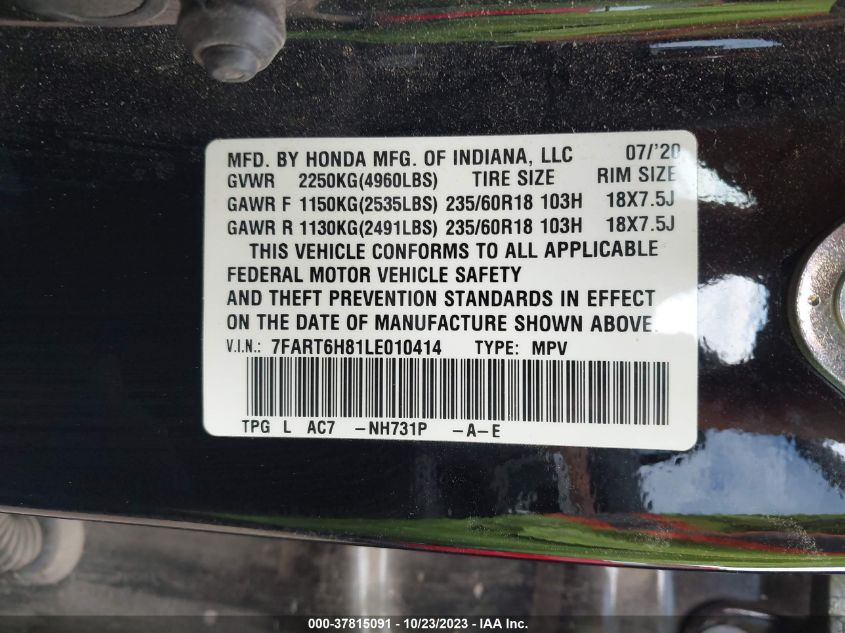 MFD. BY HONDA MFG. OF INDIANA, LLC 07/'20
GVWR 2250KG(4960LBS) TIRE SIZE RIM SIZE
GAWR F 1150KG(2535LBS) 235/60R18 103H 18X7.5J
GAWR R 1130KG(2491LBS) 235/60R18 103H 18X7.5J
THIS VEHICLE CONFORMS TO ALL APPLICABLE
FEDERAL MOTOR VEHICLE SAFETY
AND THEFT PREVENTION STANDARDS IN EFFECT
ON THE DATE OF MANUFACTURE SHOWN ABOVE.
V.I.N.: 7FART6H81LE010414 TYPE: MPV
TPG L AC7 -NH731P -A-E
000-37815091 - 10/23/2023 - IAA Inc.